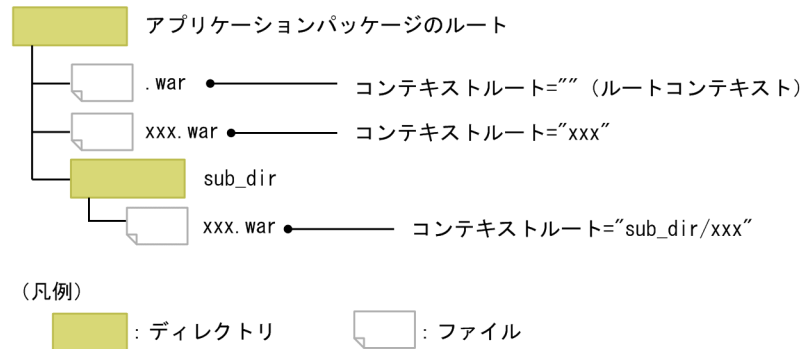 アプリケーションパッケージのルート
.war コンテキストルート=""(ルートコンテキスト)
xxx.war コンテキストルート="xxx"
sub_dir
xxx.war コンテキストルート="sub_dir/xxx"
(凡例)
:ディレクトリ :ファイル